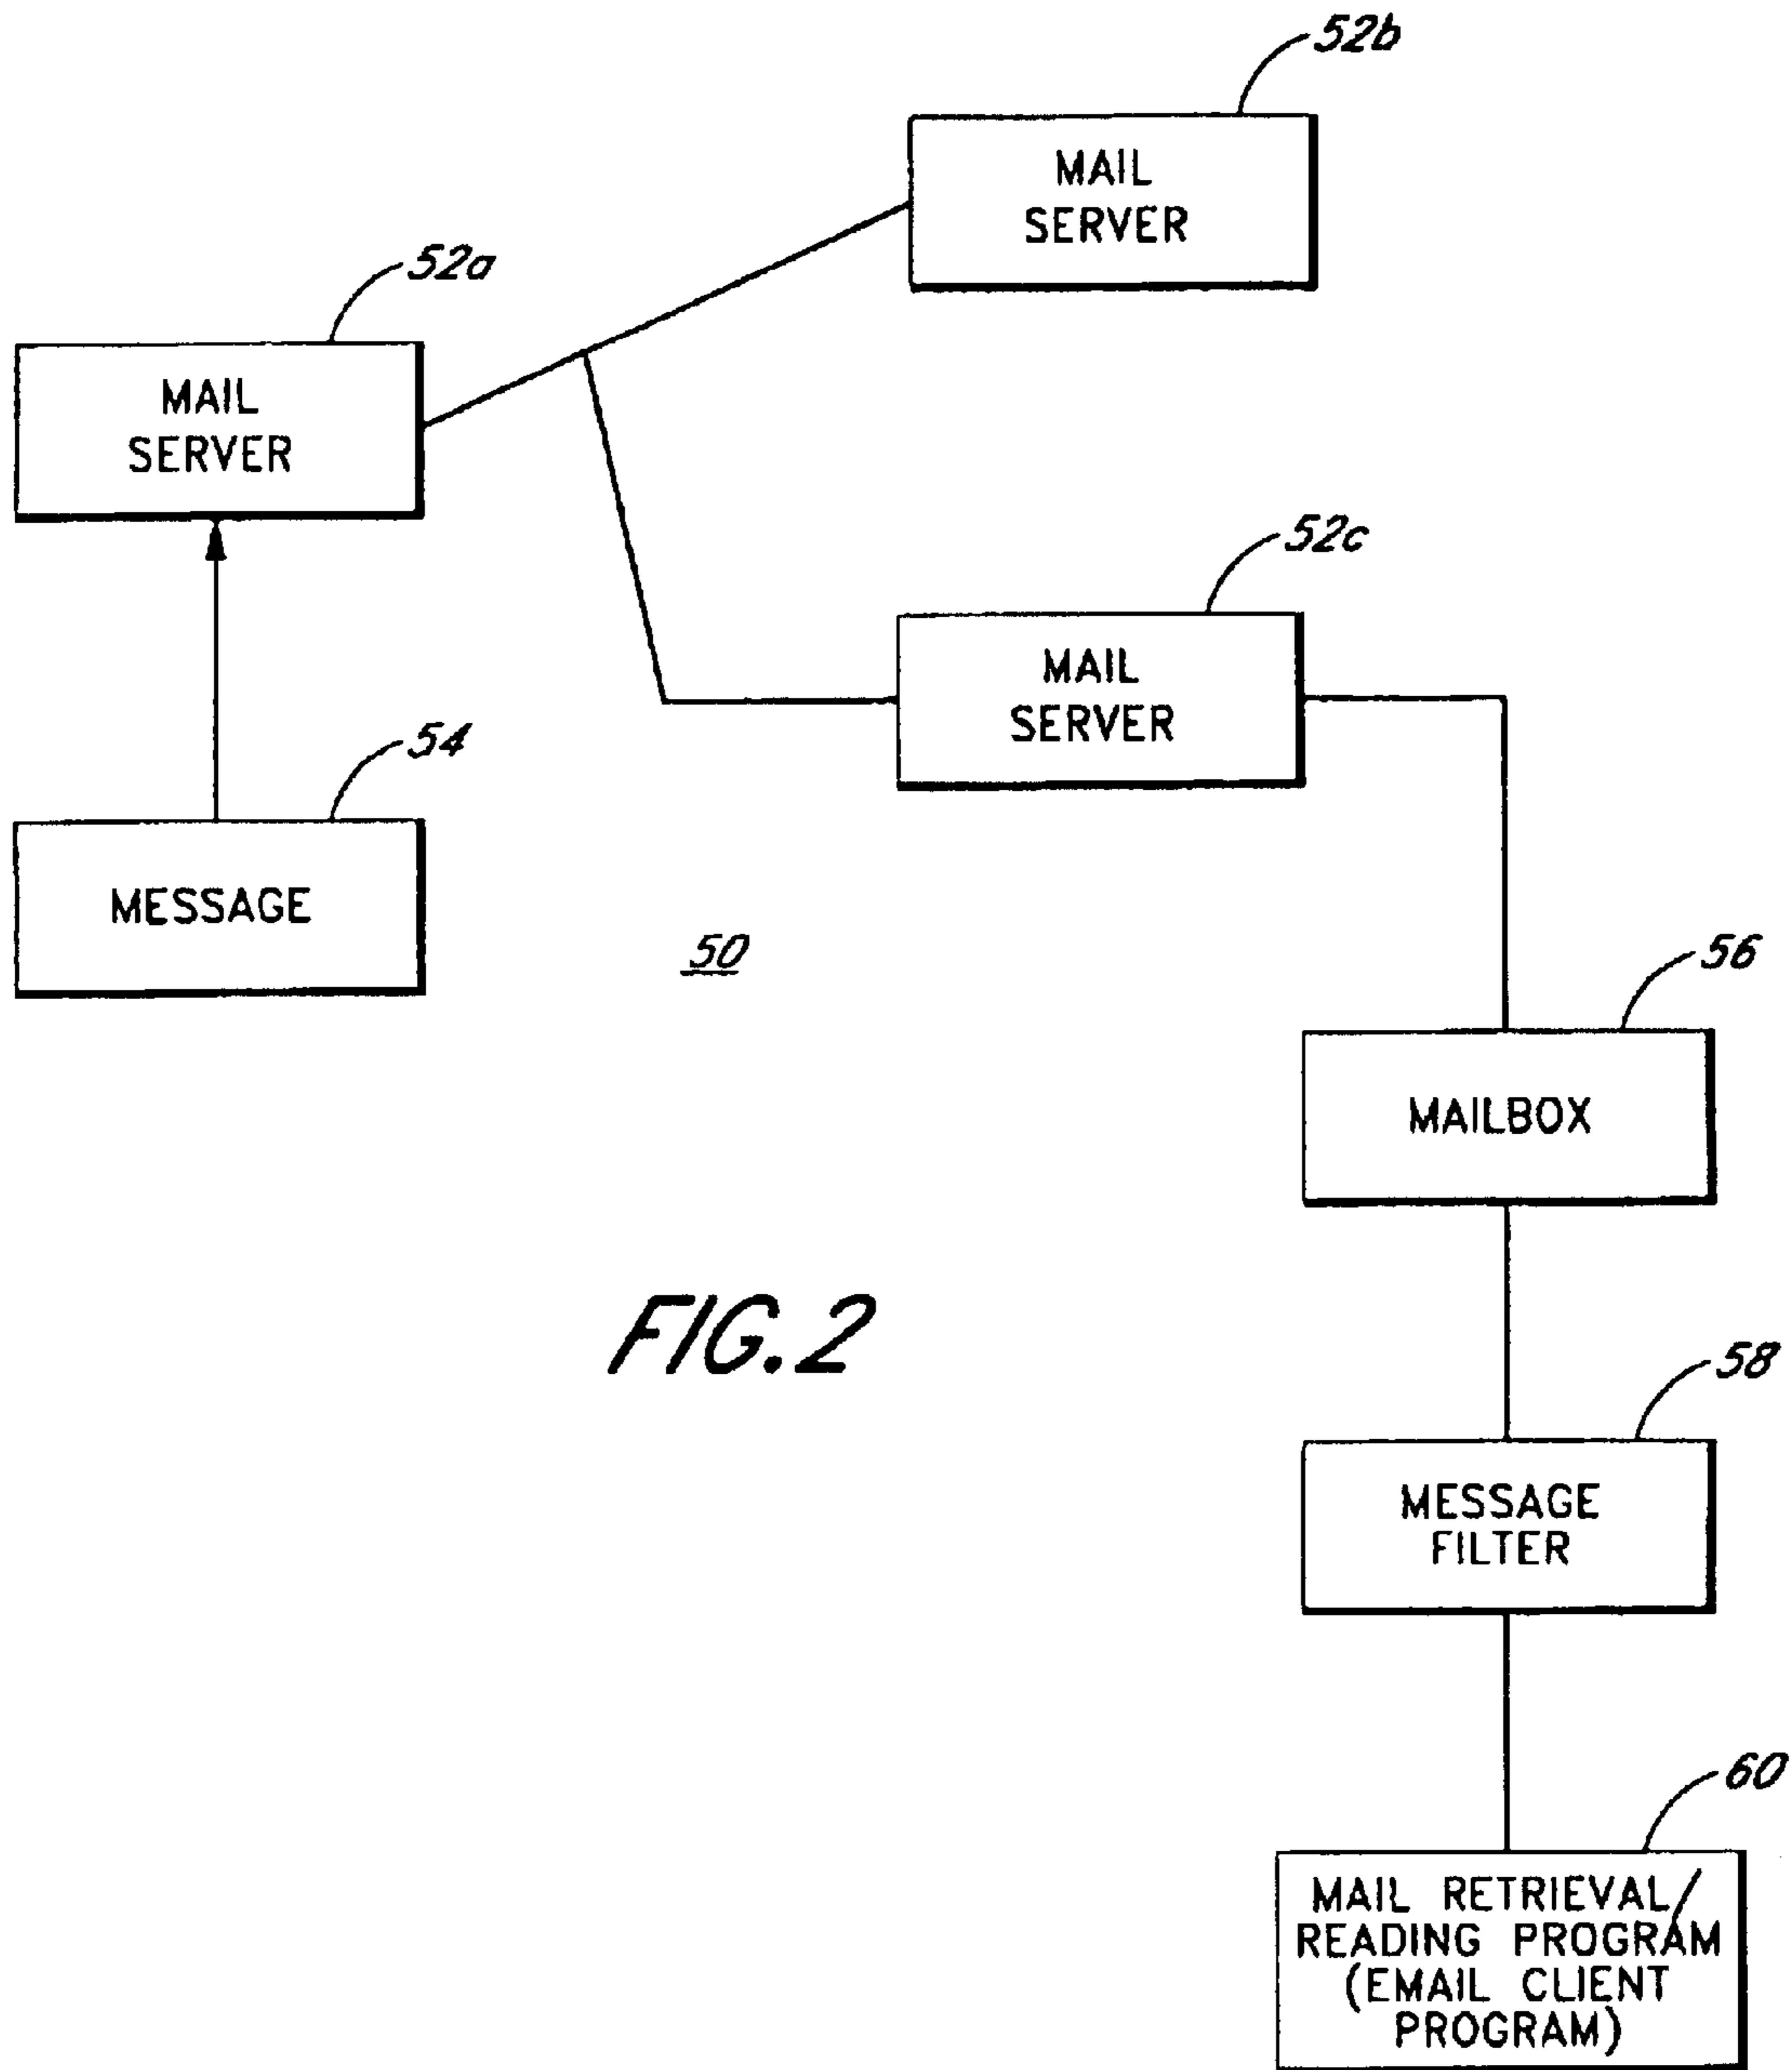 52b
MAIL
SERVER
52a
MAIL
SERVER
52c
MAIL
SERVER
54
MESSAGE
50
56
MAILBOX
FIG.2
58
MESSAGE
FILTER
60
MAIL RETRIEVAL/
READING PROGRAM
(EMAIL CLIENT
PROGRAM)